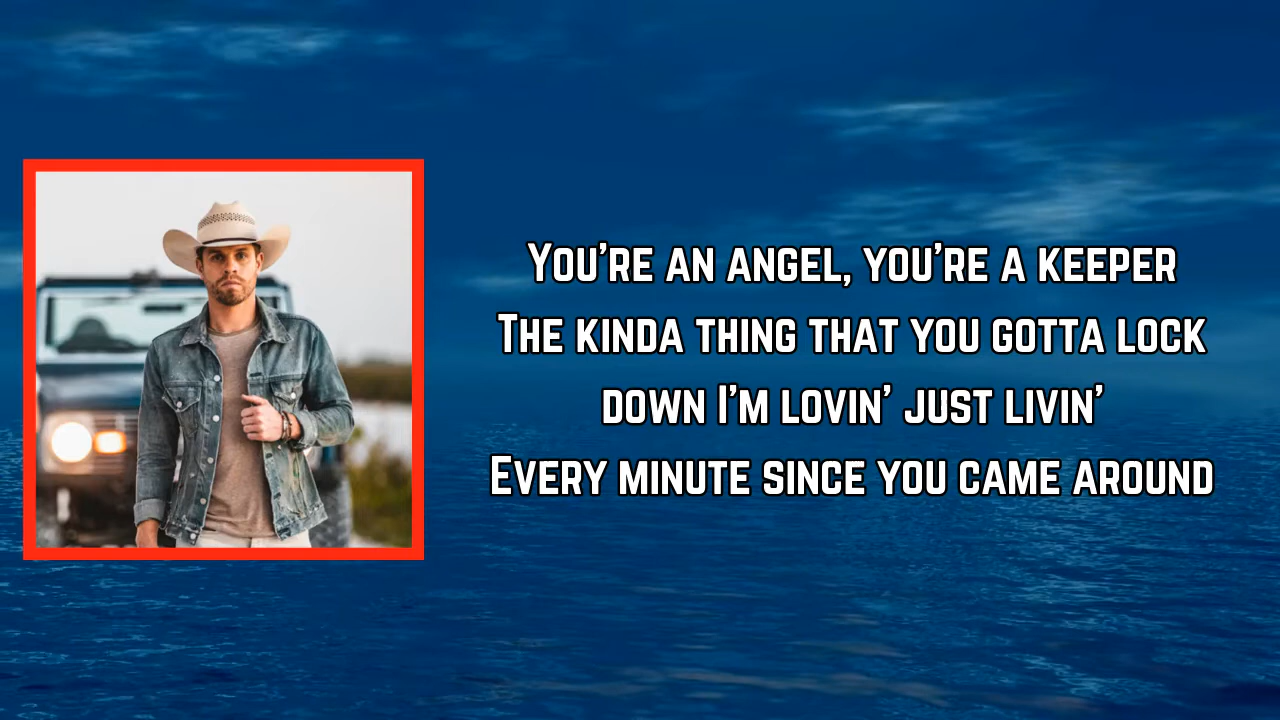 You're an angel, you're a keeper
The kinda thing that you gotta lock
down I'm lovin' just livin'
Every minute since you came around